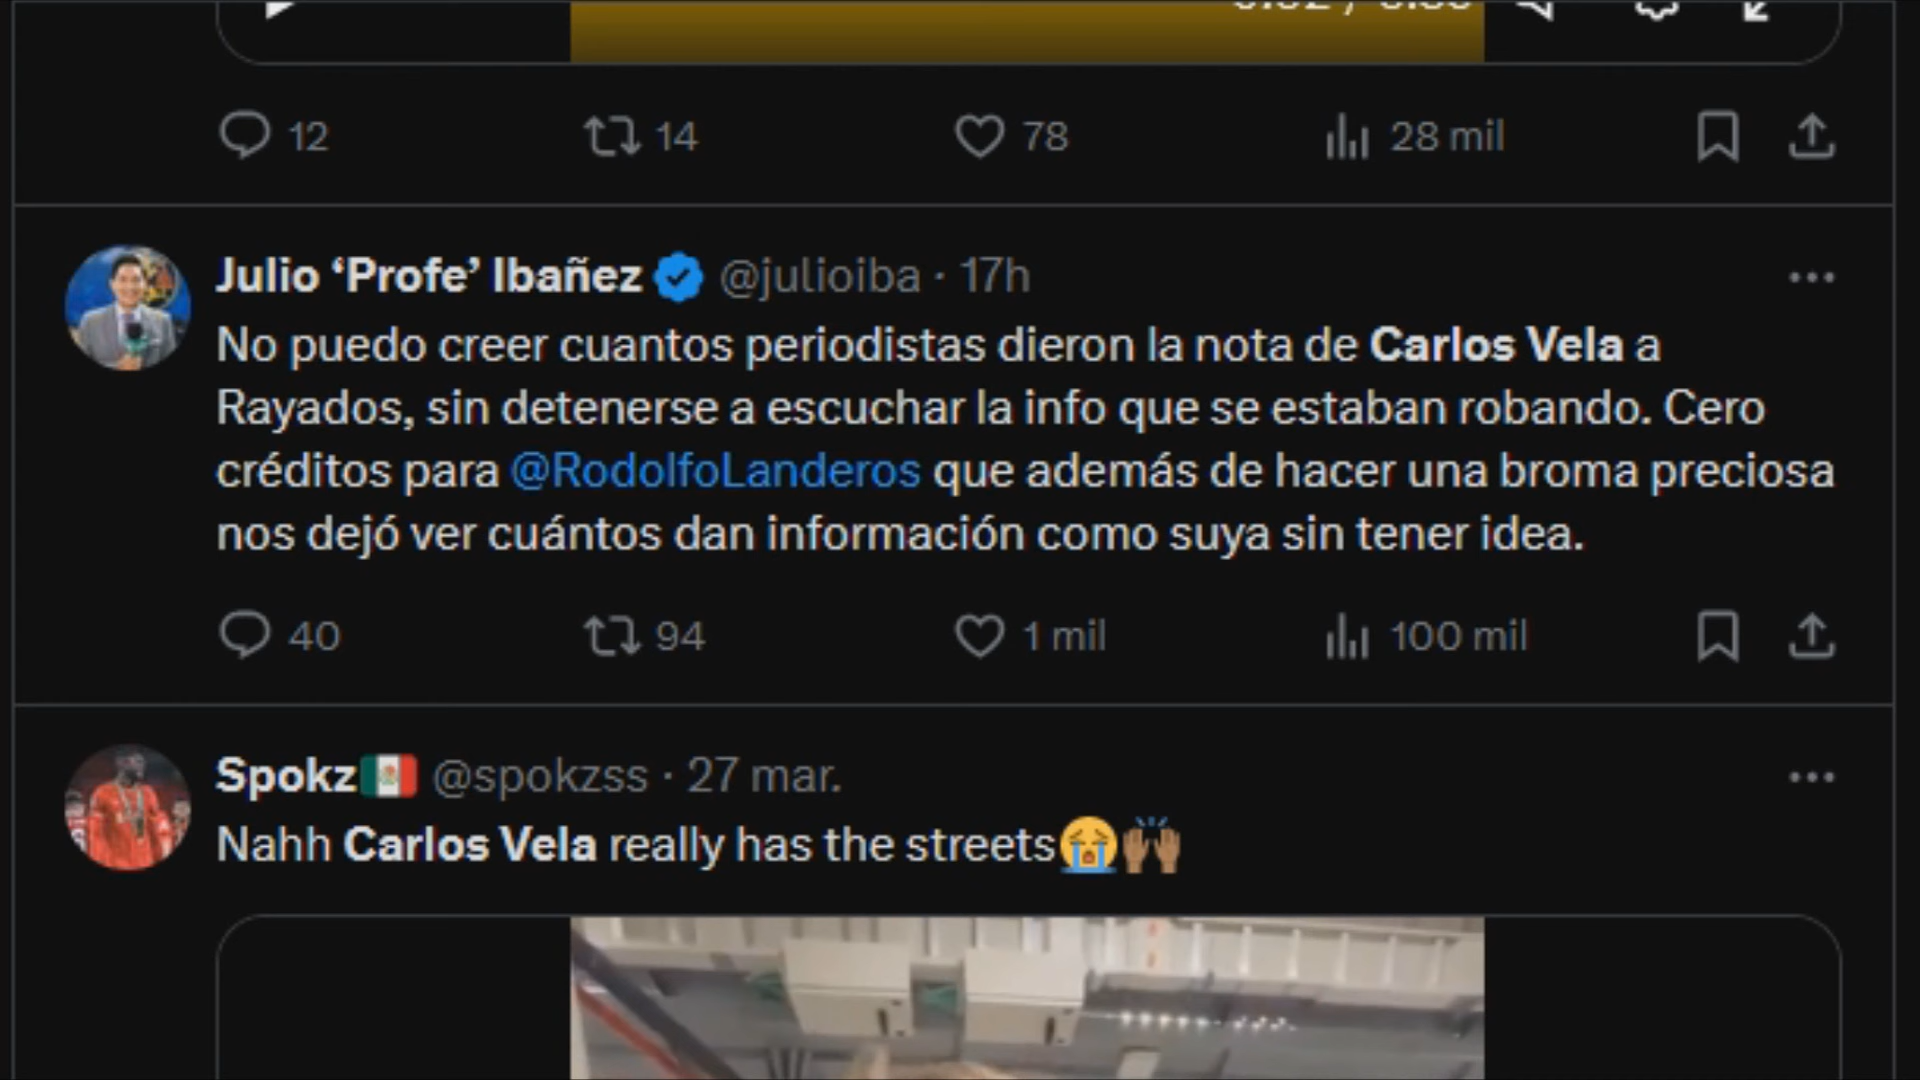 12 14 78 28 mil
Julio ‘Profe’ Ibañez @julioiba · 17h
No puedo creer cuantos periodistas dieron la nota de Carlos Vela a
Rayados, sin detenerse a escuchar la info que se estaban robando. Cero
créditos para @RodolfoLanderos que además de hacer una broma preciosa
nos dejó ver cuántos dan información como suya sin tener idea.
40 94 1 mil 100 mil
Spokz🇲🇽 @spokzss · 27 mar.
Nahh Carlos Vela really has the streets😭🙌🏽